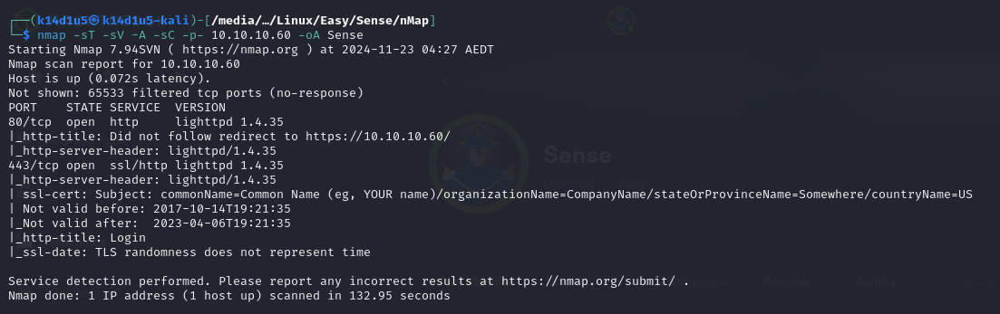 ┌──(k14d1u5㉿k14d1u5-kali)-[/media/…/Linux/Easy/Sense/nMap]
└─$ nmap -sT -sV -A -sC -p- 10.10.10.60 -oA Sense
Starting Nmap 7.94SVN ( https://nmap.org ) at 2024-11-23 04:27 AEDT
Nmap scan report for 10.10.10.60
Host is up (0.072s latency).
Not shown: 65533 filtered tcp ports (no-response)
PORT    STATE SERVICE  VERSION
80/tcp  open  http     lighttpd 1.4.35
|_http-title: Did not follow redirect to https://10.10.10.60/
|_http-server-header: lighttpd/1.4.35
443/tcp open  ssl/http lighttpd 1.4.35
|_http-server-header: lighttpd/1.4.35
| ssl-cert: Subject: commonName=Common Name (eg, YOUR name)/organizationName=CompanyName/stateOrProvinceName=Somewhere/countryName=US
| Not valid before: 2017-10-14T19:21:35
|_Not valid after:  2023-04-06T19:21:35
|_http-title: Login
|_ssl-date: TLS randomness does not represent time
Sense
Easy
Reviews
Activity
Service detection performed. Please report any incorrect results at https://nmap.org/submit/ .
Nmap done: 1 IP address (1 host up) scanned in 132.95 seconds